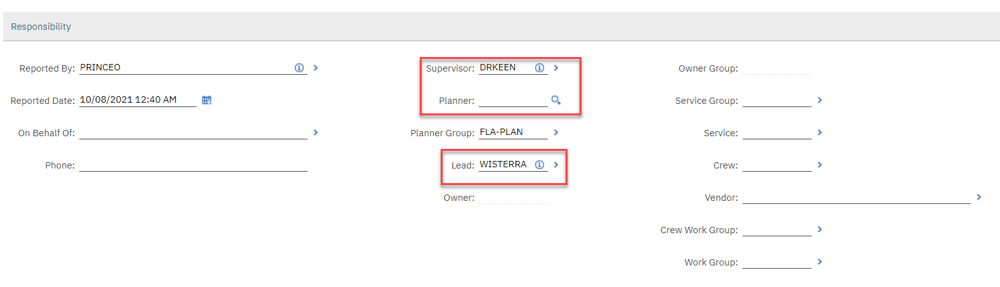 Responsibility
Reported By: PRINCEO
Supervisor: DRKEEN
Owner Group:
Reported Date: 10/08/2021 12:40 AM
Planner:
Service Group:
On Behalf Of:
Planner Group: FLA-PLAN
Service:
Phone:
Lead: WISTERRA
Crew:
Owner:
Vendor:
Crew Work Group:
Work Group: